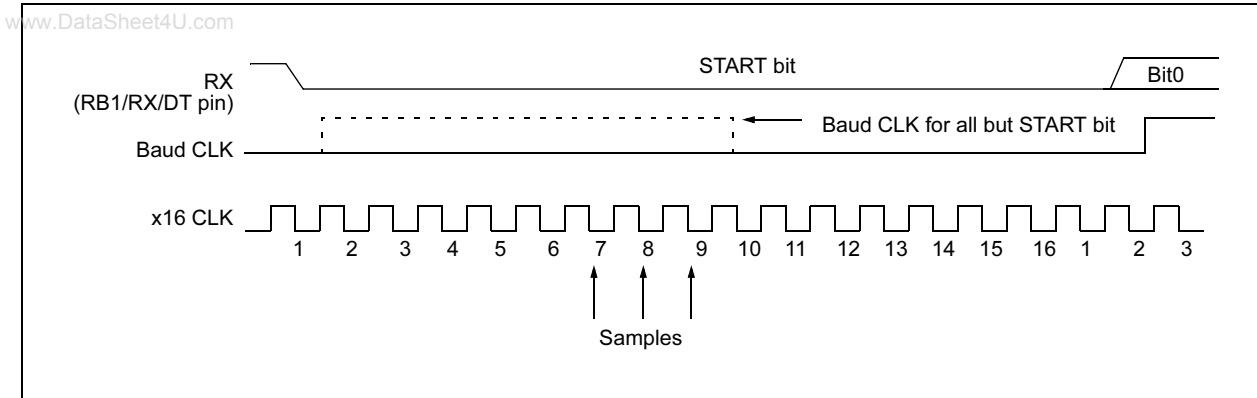 www.DataSheet4U.com
START bit
RX
(RB1/RX/DT pin)
Bit0
Baud CLK for all but START bit
Baud CLK
x16 CLK
1 2 3 4 5 6 7 8 9 10 11 12 13 14 15 16 1 2 3
Samples